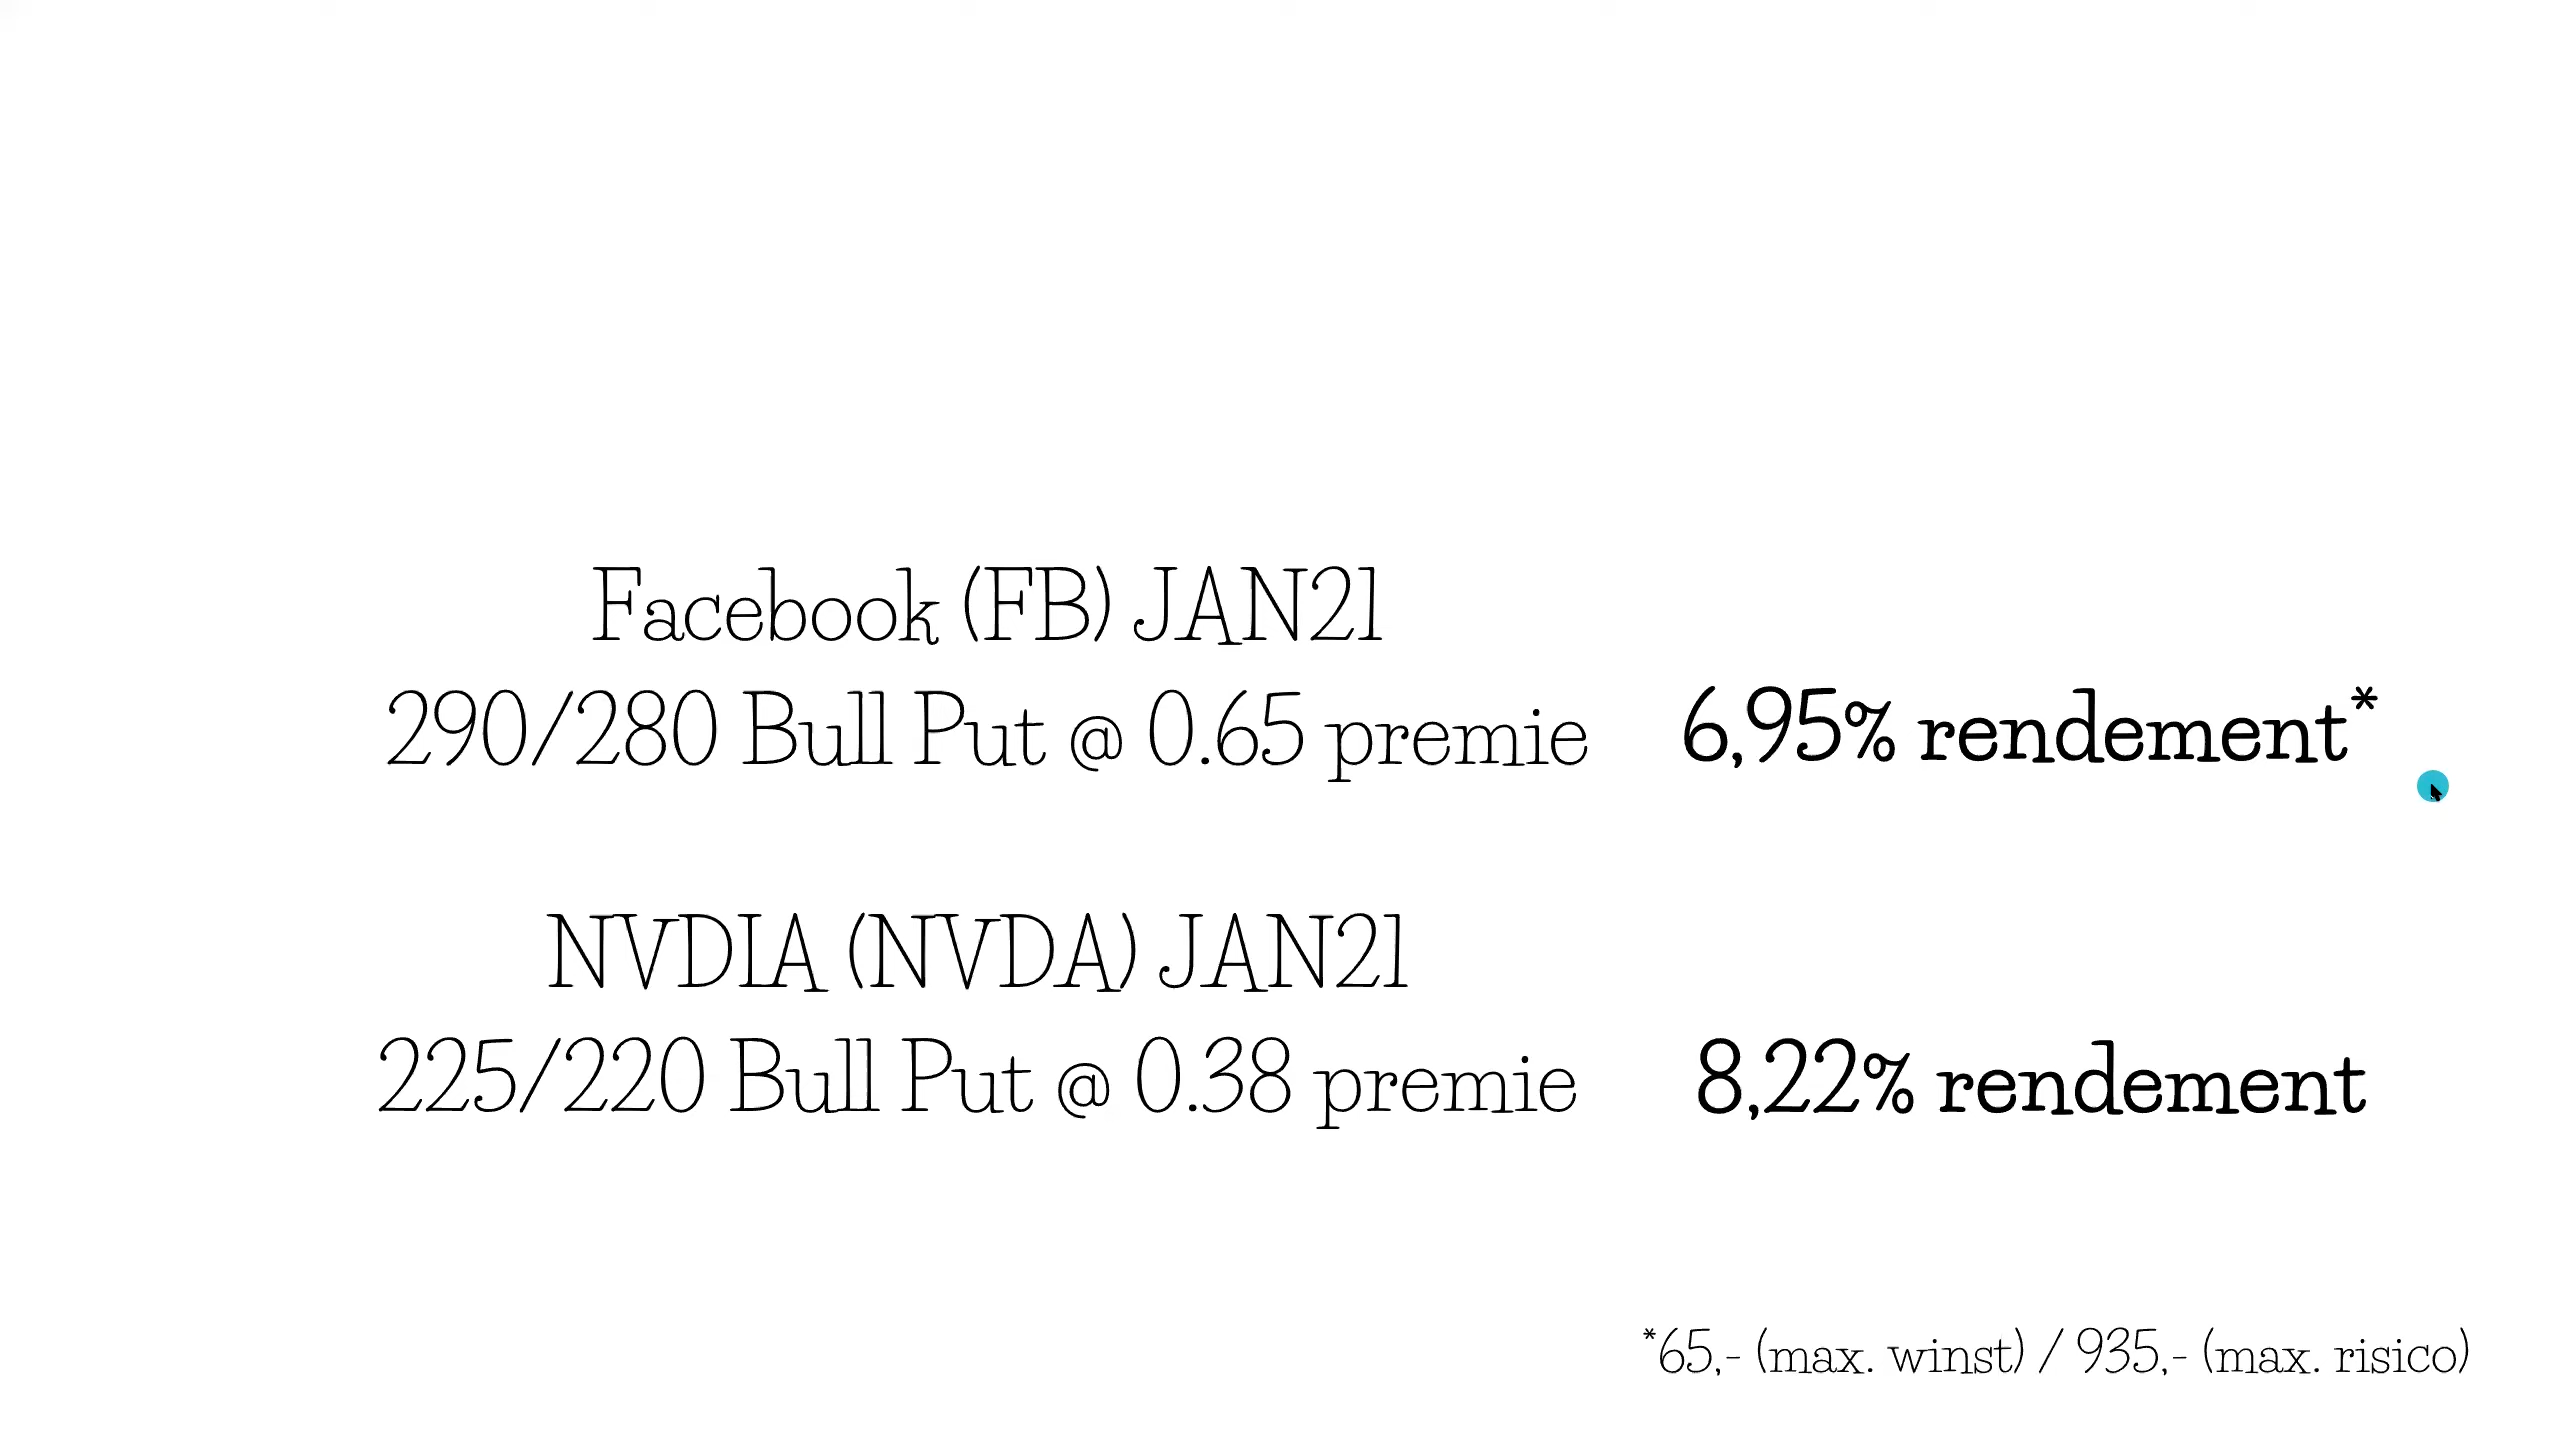 Facebook (FB) JAN21
290/280 Bull Put @ 0.65 premie
6,95% rendement*
NVDIA (NVDA) JAN21
225/220 Bull Put @ 0.38 premie
8,22% rendement
*65,- (max. winst) / 935,- (max. risico)